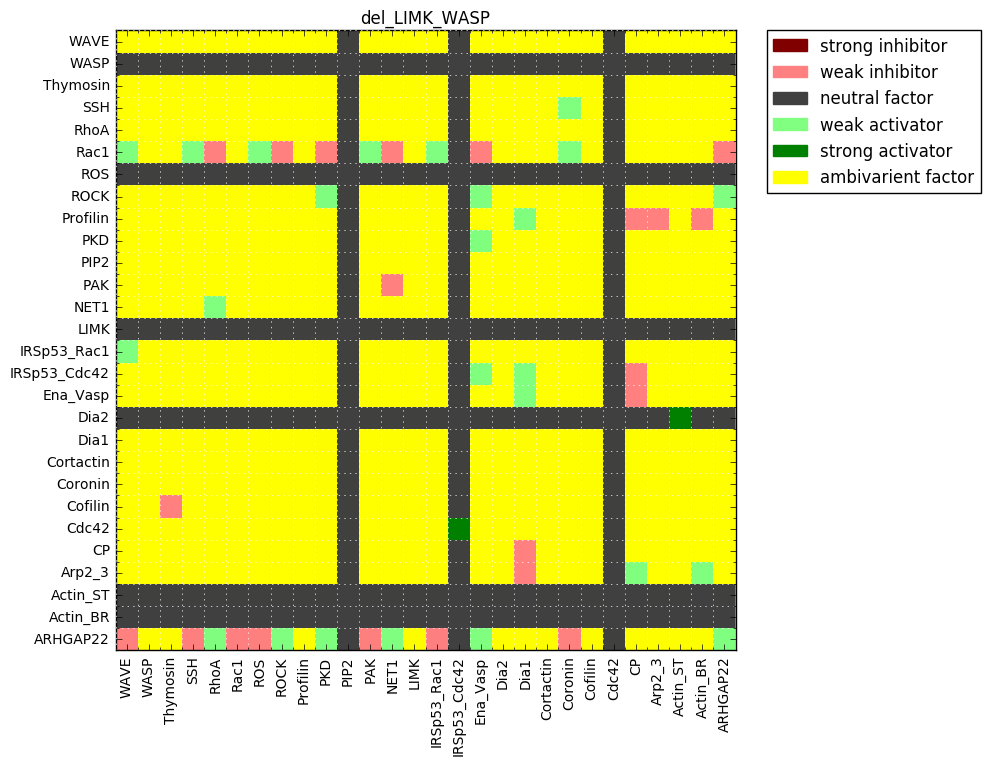 del_LIMK_WASP
WAVE
WASP
Thymosin
SSH
RhoA
Rac1
ROS
ROCK
Profilin
PKD
PIP2
PAK
NET1
LIMK
IRSp53_Rac1
IRSp53_Cdc42
Ena_Vasp
Dia2
Dia1
Cortactin
Coronin
Cofilin
Cdc42
CP
Arp2_3
Actin_ST
Actin_BR
ARHGAP22
WAVE
WASP
Thymosin
SSH
RhoA
Rac1
ROS
ROCK
Profilin
PKD
PIP2
PAK
NET1
LIMK
IRSp53_Rac1
IRSp53_Cdc42
Ena_Vasp
Dia2
Dia1
Cortactin
Coronin
Cofilin
Cdc42
CP
Arp2_3
Actin_ST
Actin_BR
ARHGAP22
strong inhibitor
weak inhibitor
neutral factor
weak activator
strong activator
ambivarient factor